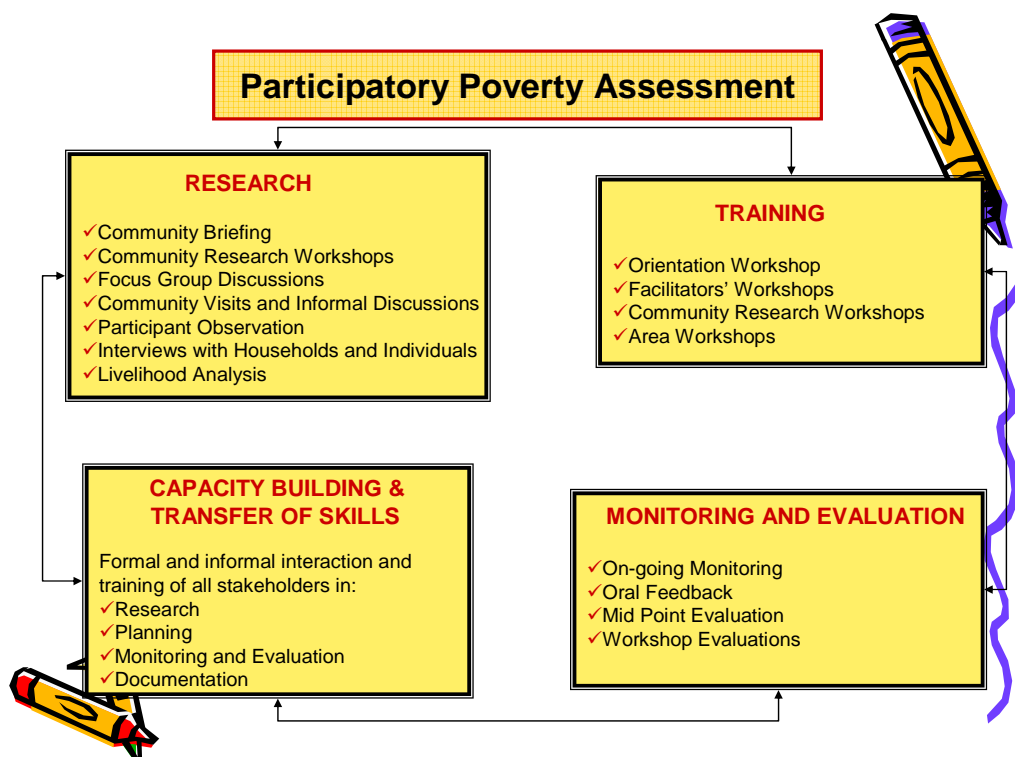 Participatory Poverty Assessment
RESEARCH
✓Community Briefing
✓Community Research Workshops
✓Focus Group Discussions
✓Community Visits and Informal Discussions
✓Participant Observation
✓Interviews with Households and Individuals
✓Livelihood Analysis
TRAINING
✓Orientation Workshop
✓Facilitators’ Workshops
✓Community Research Workshops
✓Area Workshops
CAPACITY BUILDING &
TRANSFER OF SKILLS
Formal and informal interaction and
training of all stakeholders in:
✓Research
✓Planning
✓Monitoring and Evaluation
✓Documentation
MONITORING AND EVALUATION
✓On-going Monitoring
✓Oral Feedback
✓Mid Point Evaluation
✓Workshop Evaluations